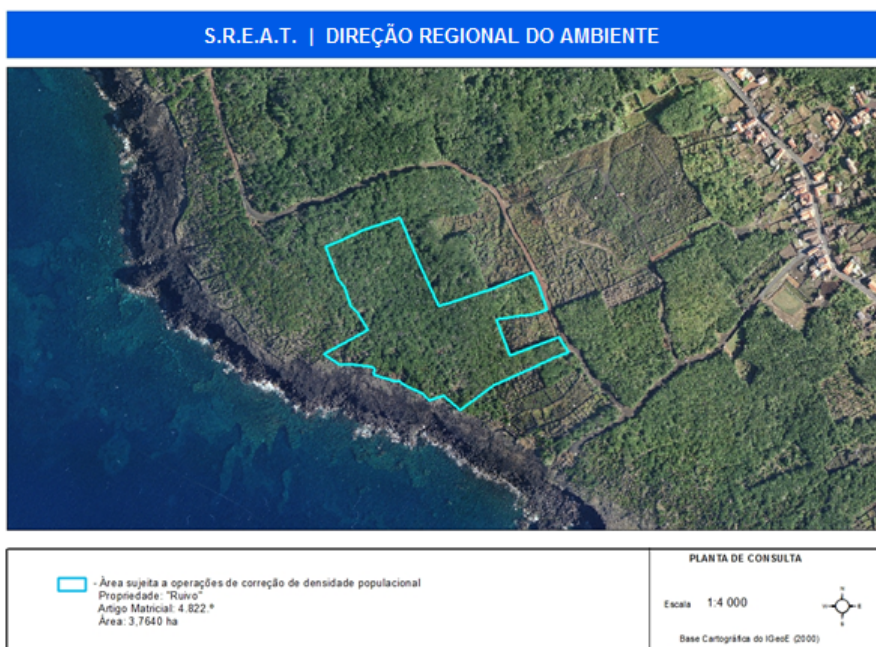 S.R.E.A.T. | DIREÇÃO REGIONAL DO AMBIENTE
- Área sujeita a operações de correção de densidade populacional
Propriedade: "Ruivo"
Artigo Matricial: 4.822.º
Área: 3,7640 ha
PLANTA DE CONSULTA
Escala 1:4 000
N
W E
S
Base Cartográfica do IGeoE (2000)